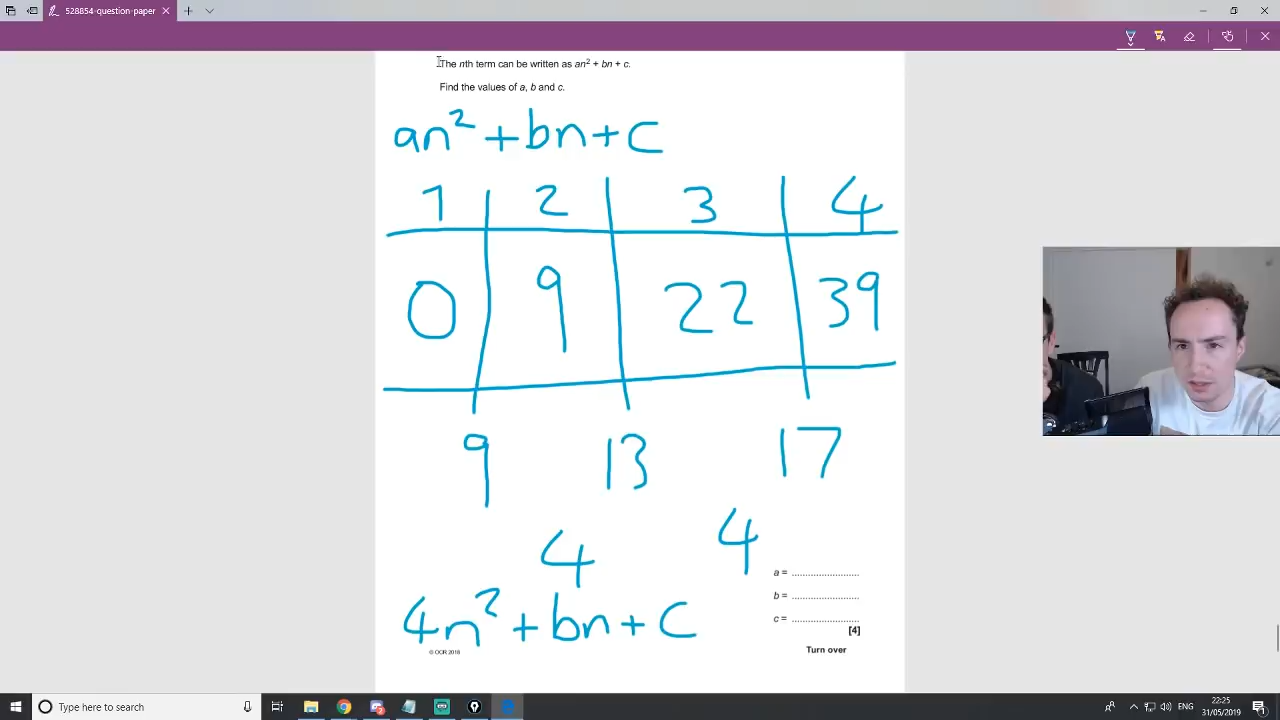 528854-question-paper
The nth term can be written as an² + bn + c.
Find the values of a, b and c.
an² + bn + c
1 2 3 4
0 9 22 39
9 13 17
4 4
a = ........................
b = ........................
c = ........................
4n² + bn + c
[4]
© OCR 2018
Turn over
Type here to search
ENG
22:25
31/05/2019